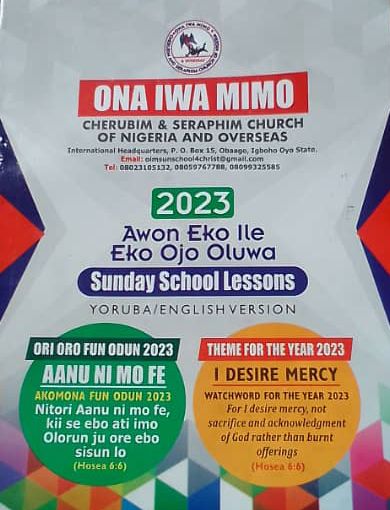 ONA IWA MIMO
CHERUBIM & SERAPHIM CHURCH
OF NIGERIA AND OVERSEAS
International Headquarters, P. O. Box 15, Obaago, Igboho Oyo State.
Email: oimsunschool4christ@gmail.com
Tel: 08023105132, 08059767788, 08099325585
2023
Awon Eko Ile
Eko Ojo Oluwa
Sunday School Lessons
YORUBA/ENGLISH VERSION
ORI ORO FUN ODUN 2023
AANU NI MO FE
AKOMONA FUN ODUN 2023
Nitori Aanu ni mo fe,
kii se ebo ati imo
Olorun ju ore ebo
sisun lo
(Hosea 6:6)
THEME FOR THE YEAR 2023
I DESIRE MERCY
WATCHWORD FOR THE YEAR 2023
For I desire mercy, not
sacrifice and acknowledgment
of God rather than burnt
offerings
(Hosea 6:6)